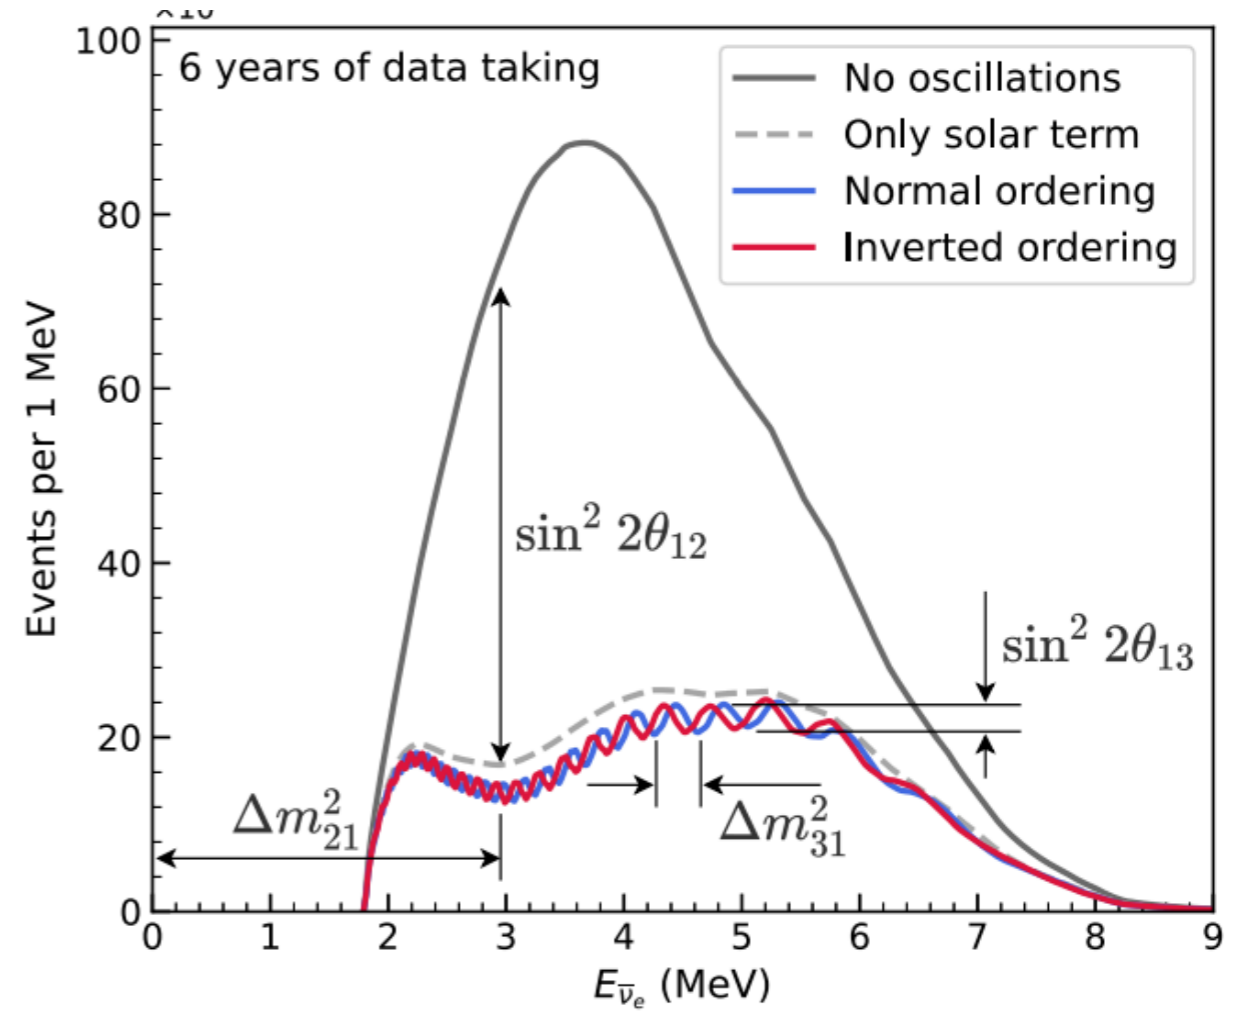 100
6 years of data taking
No oscillations
Only solar term
Normal ordering
Inverted ordering
80
60
40
20
0
Events per 1 MeV
sin² 2θ₁₂
sin² 2θ₁₃
Δm²₂₁
Δm²₃₁
0 1 2 3 4 5 6 7 8 9
E_ν̅ₑ (MeV)